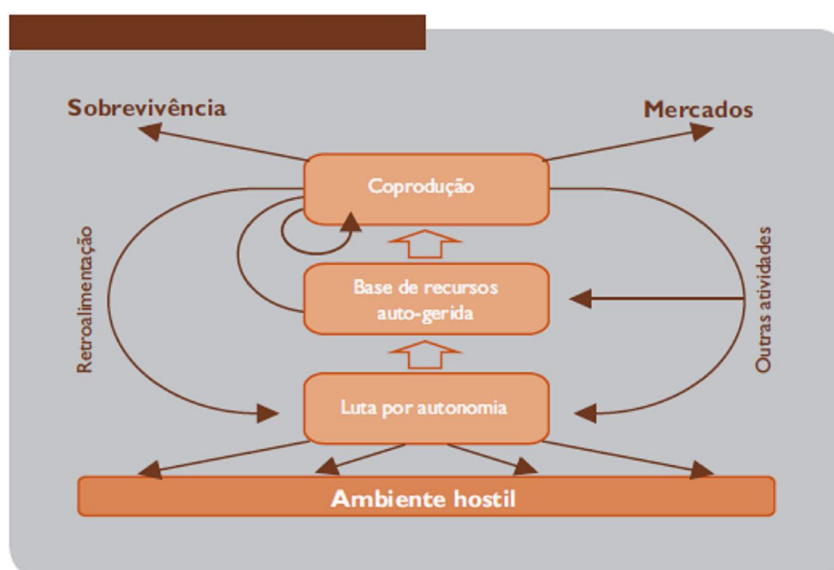 Sobrevivência
Mercados
Coprodução
Retroalimentação
Base de recursos
auto-gerida
Outras atividades
Luta por autonomia
Ambiente hostil